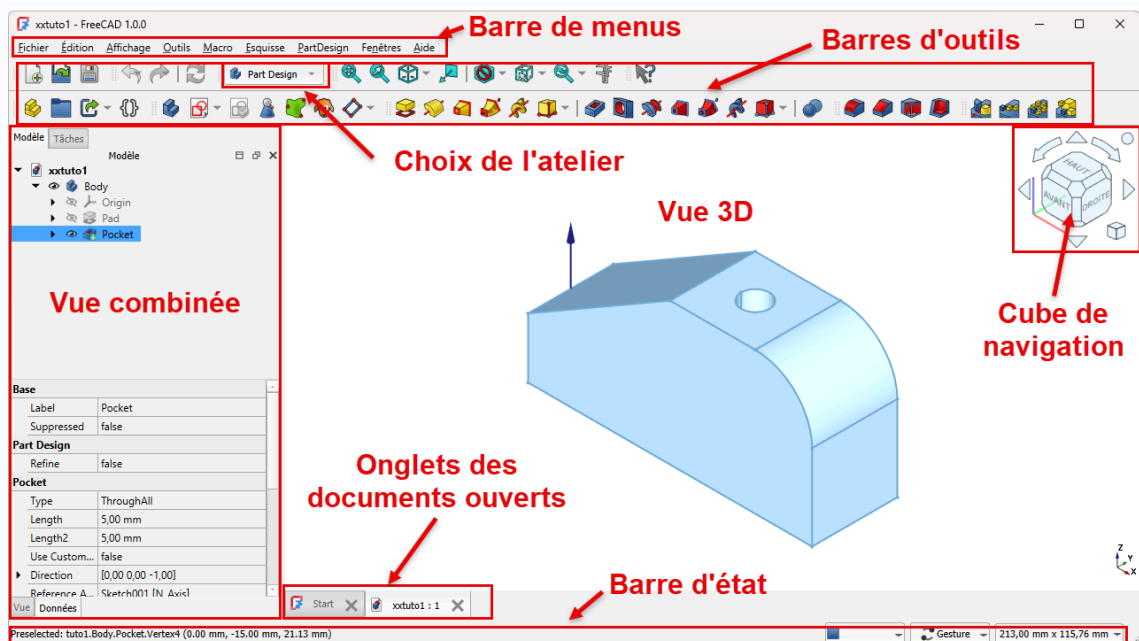 xxtuto1 - FreeCAD 1.0.0
Barre de menus
Fichier Édition Affichage Outils Macro Esquisse PartDesign Fenêtres Aide
Barres d'outils
Part Design
Modèle Tâches
Modèle
Choix de l'atelier
xxtuto1
Body
Origin
Pad
Pocket
HAUT
AVANT DROITE
Vue 3D
Vue combinée
Cube de
navigation
Base
Label Pocket
Suppressed false
Part Design
Refine false
Pocket
Type ThroughAll
Length 5,00 mm
Length2 5,00 mm
Use Custom... false
Direction [0,00 0,00 -1,00]
Reference A... Sketch001 [N_Axis]
Onglets des
documents ouverts
Z
Y
X
Vue Données
Start xxtuto1 : 1
Barre d'état
Preselected: tuto1.Body.Pocket.Vertex4 (0.00 mm, -15.00 mm, 21.13 mm)
Gesture 213,00 mm x 115,76 mm